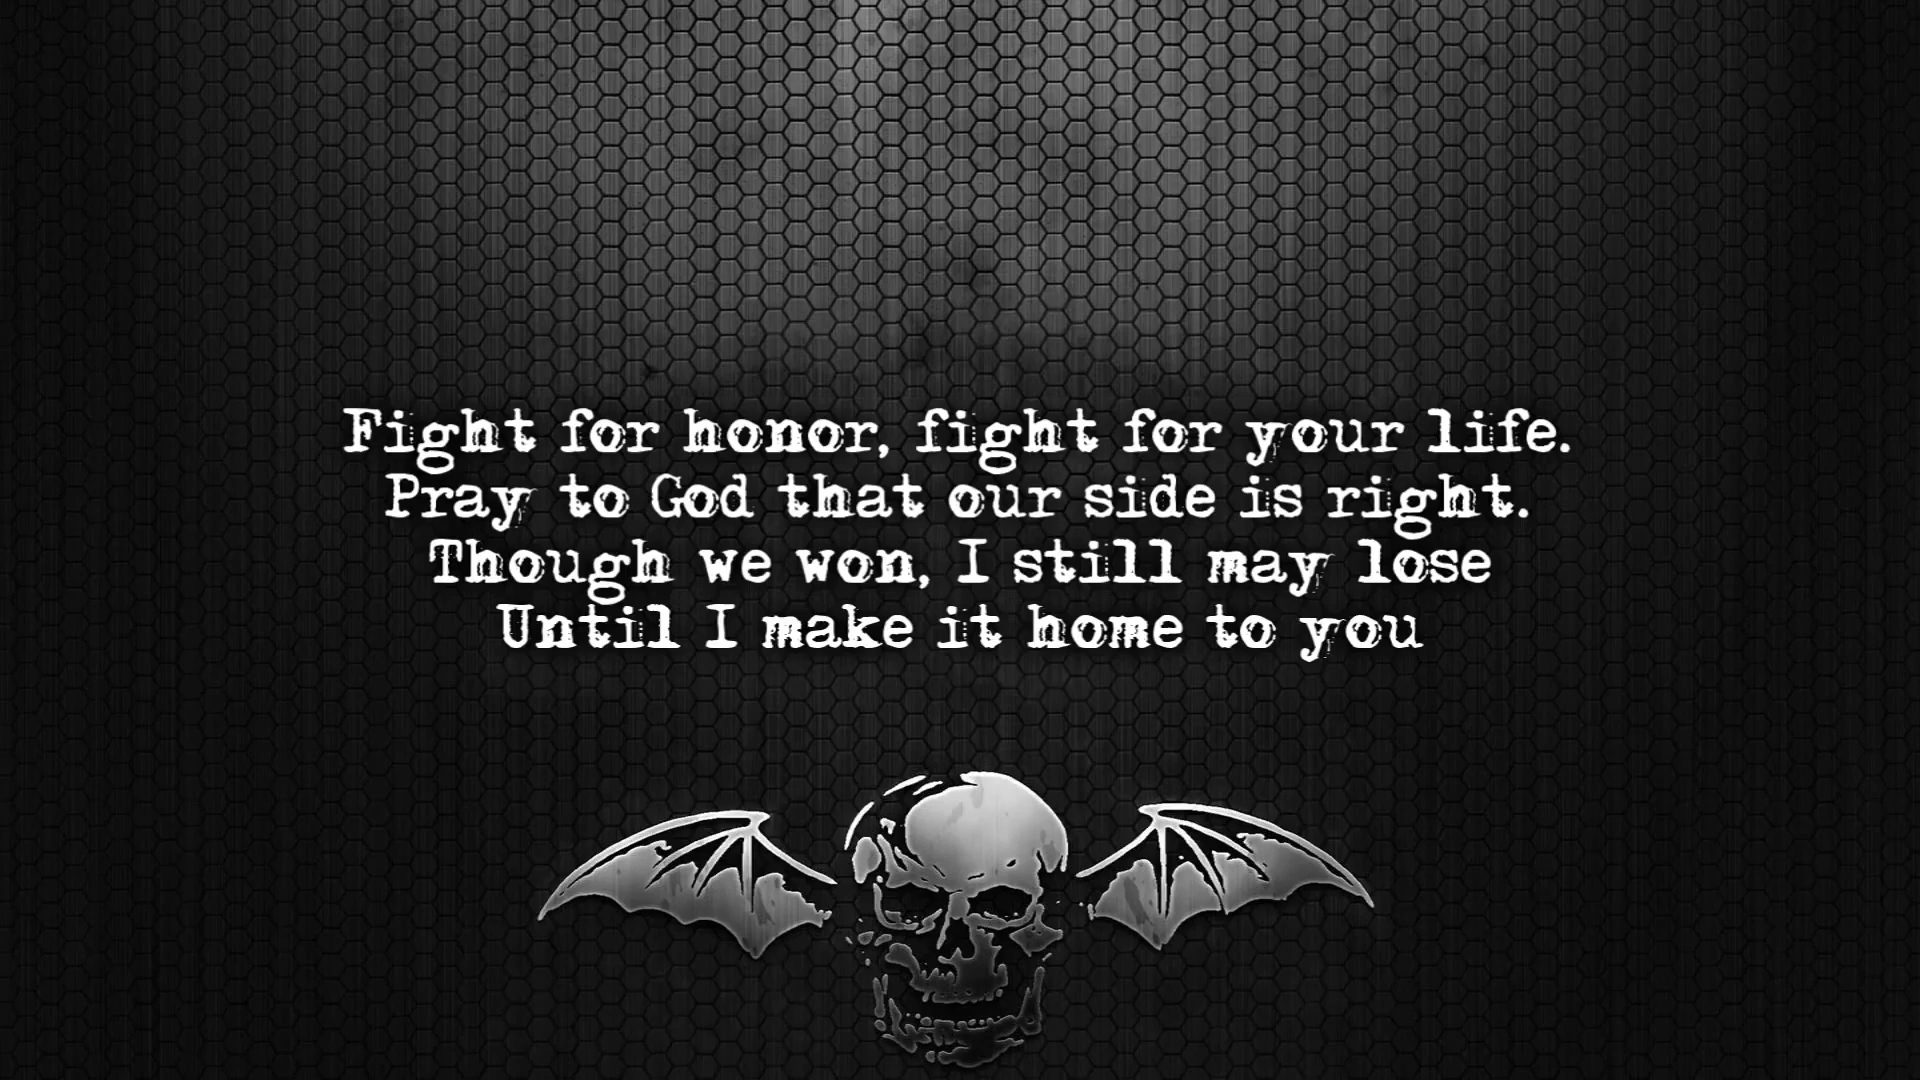 Fight for honor, fight for your life.
Pray to God that our side is right.
Though we won, I still may lose
Until I make it home to you